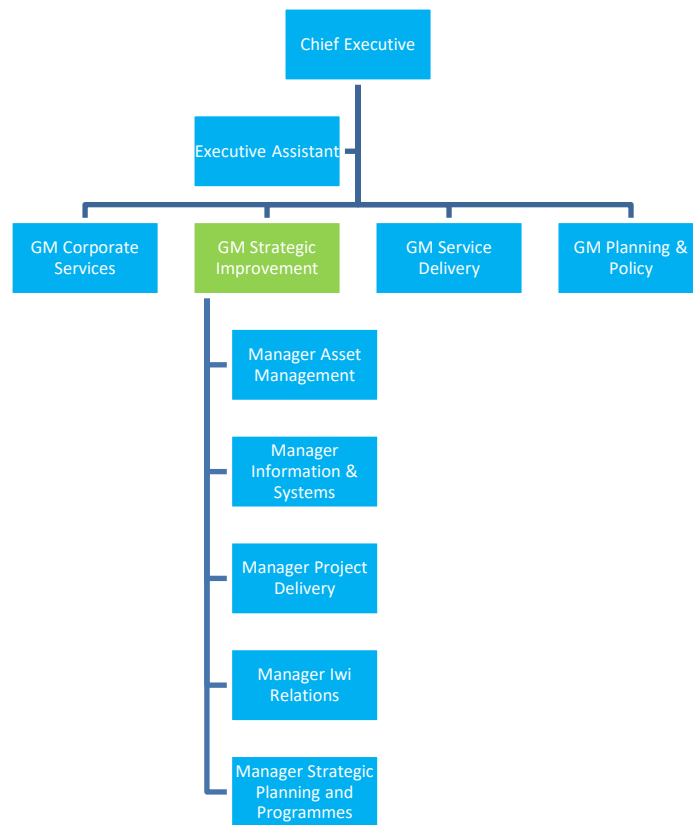 Chief Executive
Executive Assistant
GM Corporate
Services
GM Strategic
Improvement
GM Service
Delivery
GM Planning &
Policy
Manager Asset
Management
Manager
Information &
Systems
Manager Project
Delivery
Manager Iwi
Relations
Manager Strategic
Planning and
Programmes